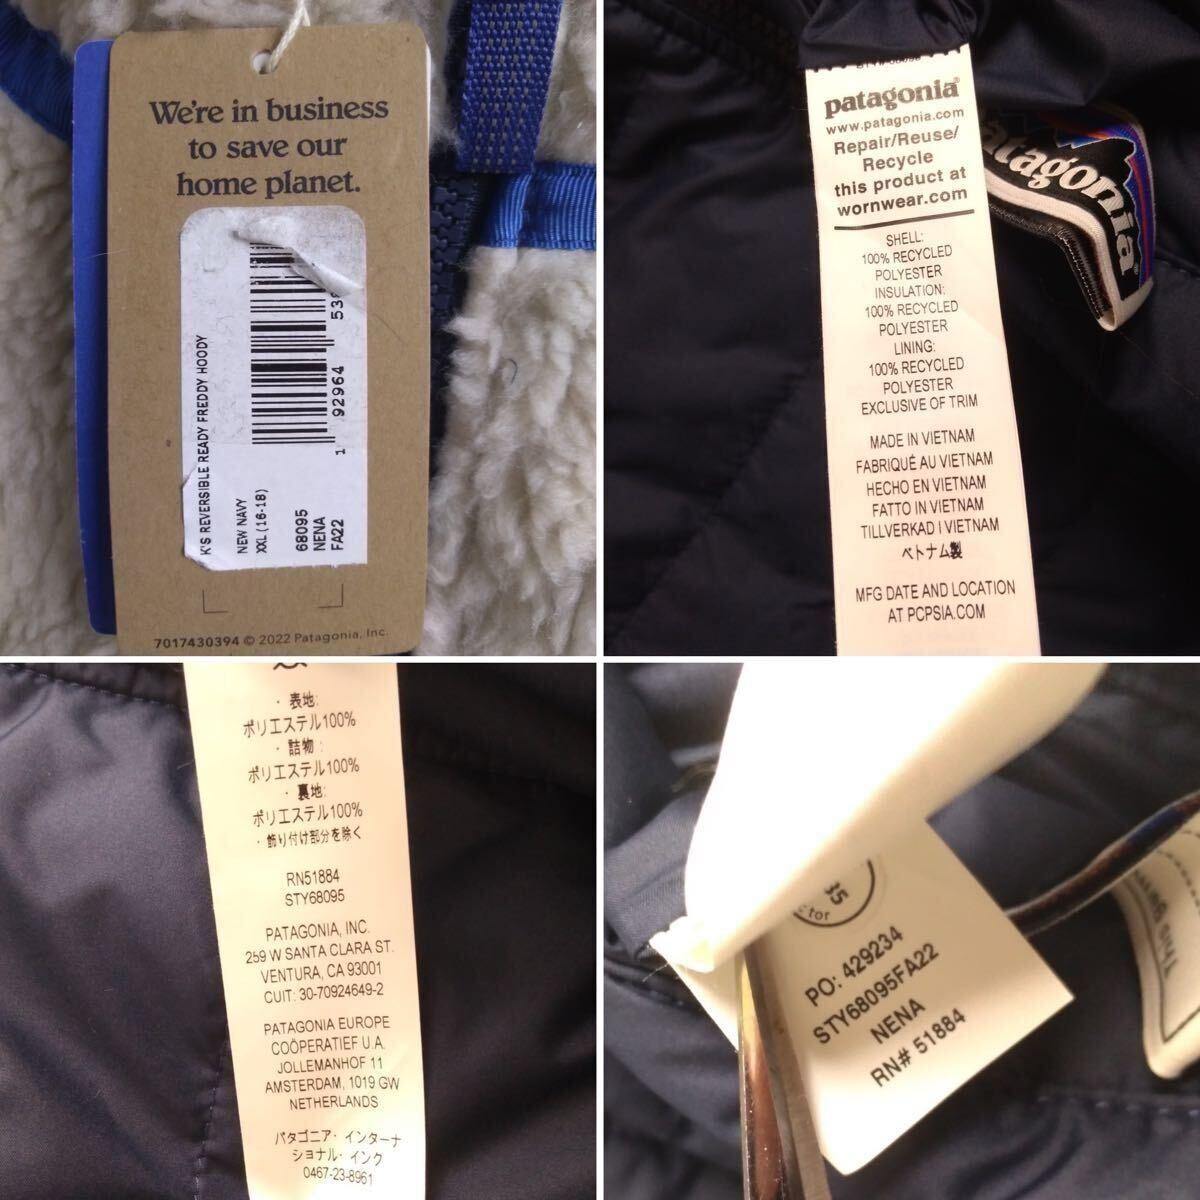 We're in business
to save our
home planet.
K'S REVERSIBLE READY FREDDY HOODY
NEW NAVY
XXL (16-18)
68095
NENA
FA22
1 92964
7017430394 © 2022 Patagonia, Inc.
patagonia®
www.patagonia.com
Repair/Reuse/
Recycle
this product at
wornwear.com
SHELL:
100% RECYCLED
POLYESTER
INSULATION:
100% RECYCLED
POLYESTER
LINING:
100% RECYCLED
POLYESTER
EXCLUSIVE OF TRIM
MADE IN VIETNAM
FABRIQUÉ AU VIETNAM
HECHO EN VIETNAM
FATTO IN VIETNAM
TILLVERKAD I VIETNAM
ベトナム製
MFG DATE AND LOCATION
AT PCPSIA.COM
patagonia®
・表地:
ポリエステル100%
・詰物:
ポリエステル100%
・裏地:
ポリエステル100%
・飾り付け部分を除く
RN51884
STY68095
PATAGONIA, INC.
259 W SANTA CLARA ST.
VENTURA, CA 93001
CUIT: 30-70924649-2
PATAGONIA EUROPE
COÖPERATIEF U.A.
JOLLEMANHOF 11
AMSTERDAM, 1019 GW
NETHERLANDS
パタゴニア・インターナ
ショナル・インク
0467-23-8961
35
PO: 429234
STY68095FA22
NENA
RN# 51884